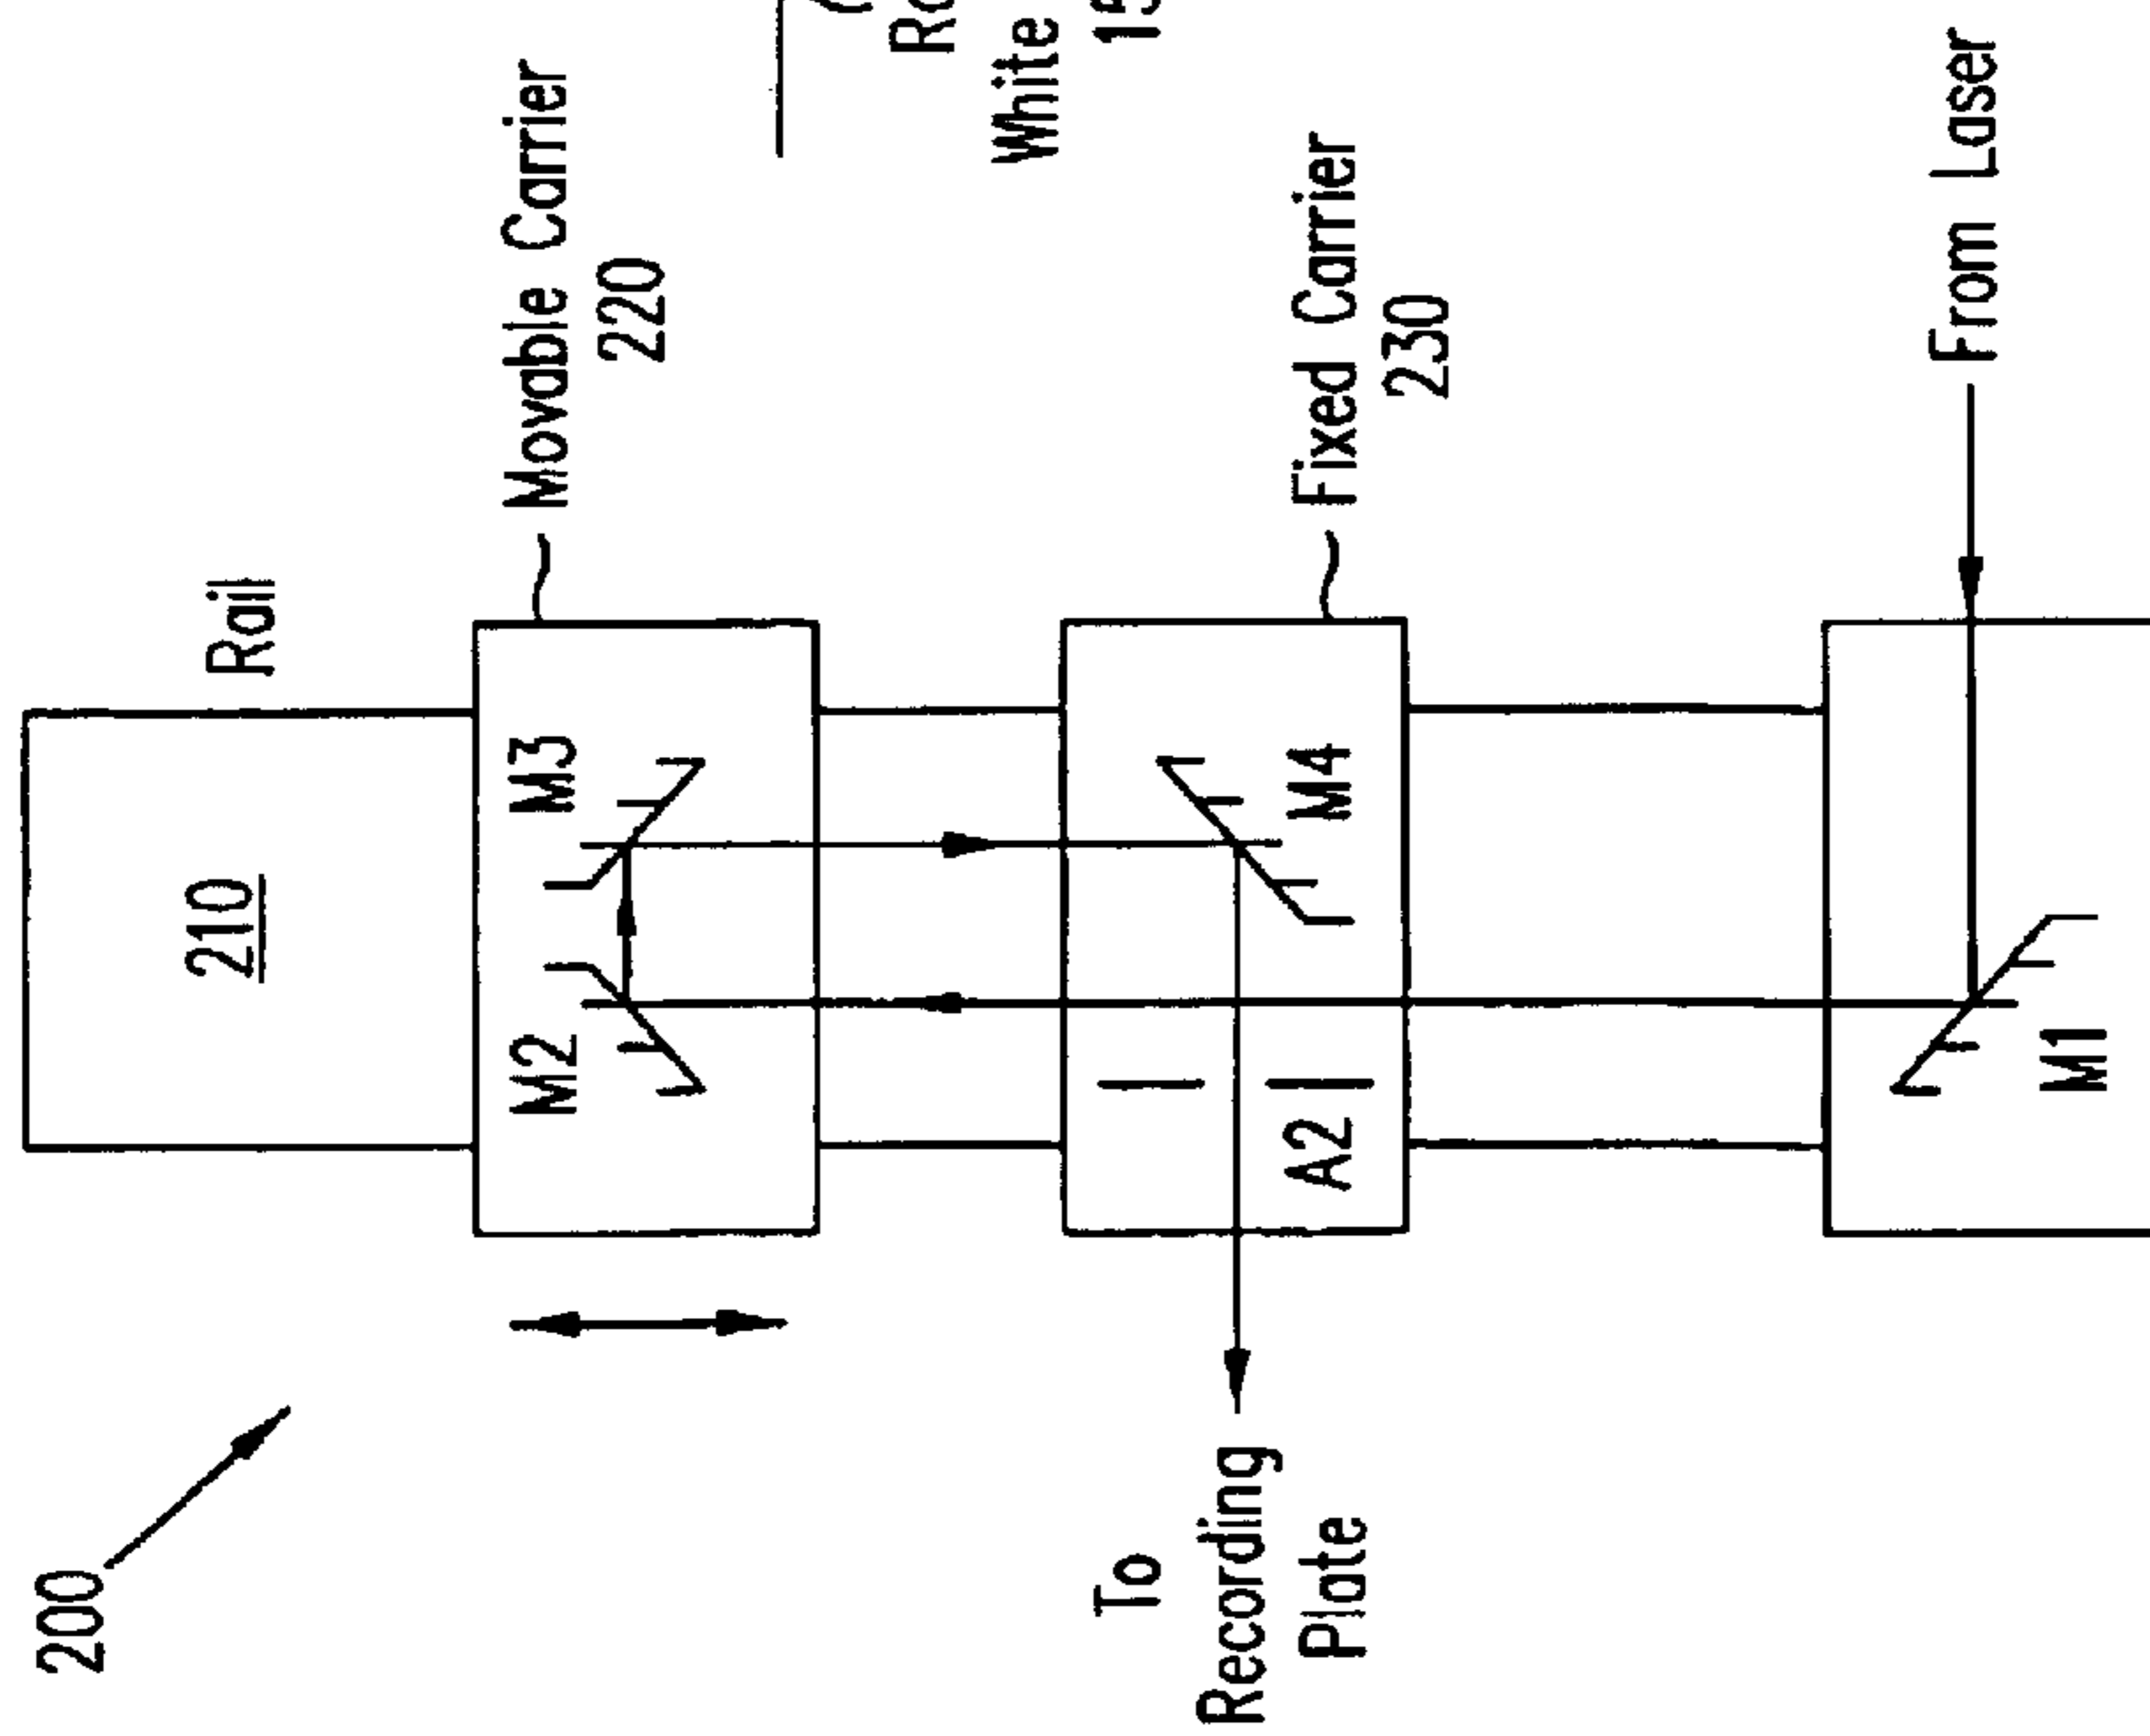 200
Rail
210
Movable Carrier
220
M3
M2
White
Fixed Carrier
230
M4
A2
To
Recording
Plate
From Laser
M1